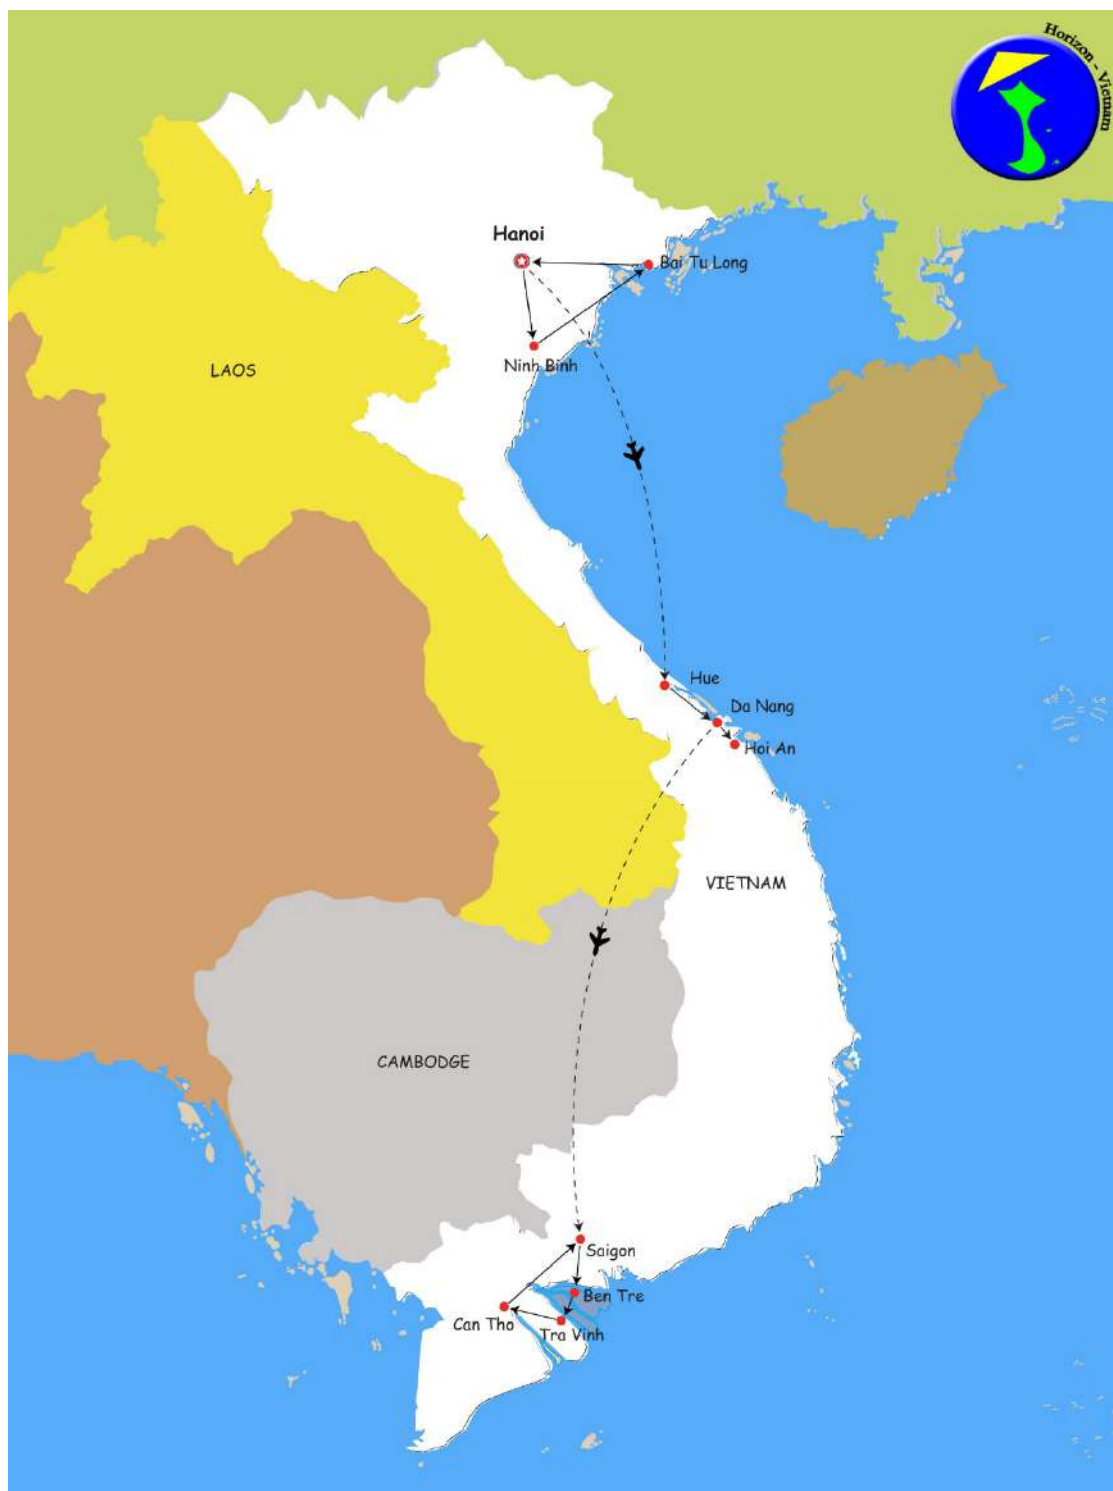 Horizon - Vietnam
Hanoi
Bai Tu Long
Ninh Binh
LAOS
Hue
Da Nang
Hoi An
VIETNAM
CAMBODGE
Saigon
Ben Tre
Can Tho
Tra Vinh